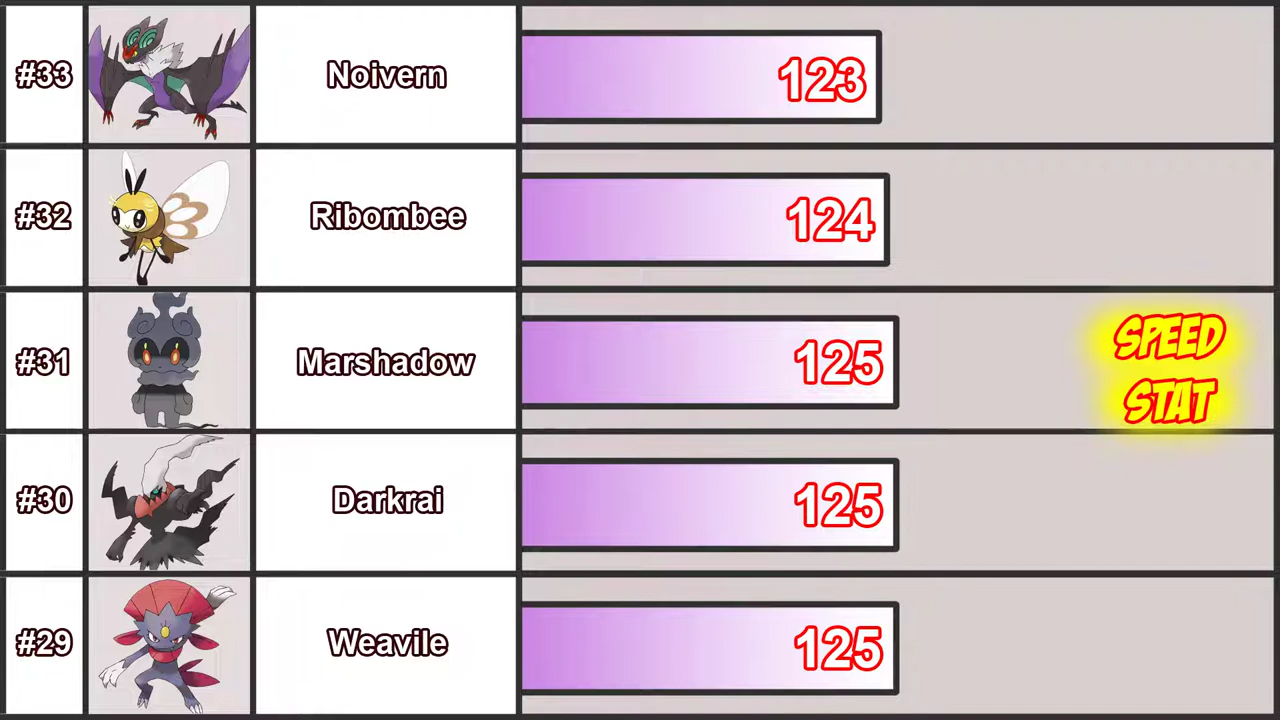 #33 Noivern 123
#32 Ribombee 124
#31 Marshadow 125
SPEED
STAT
#30 Darkrai 125
#29 Weavile 125